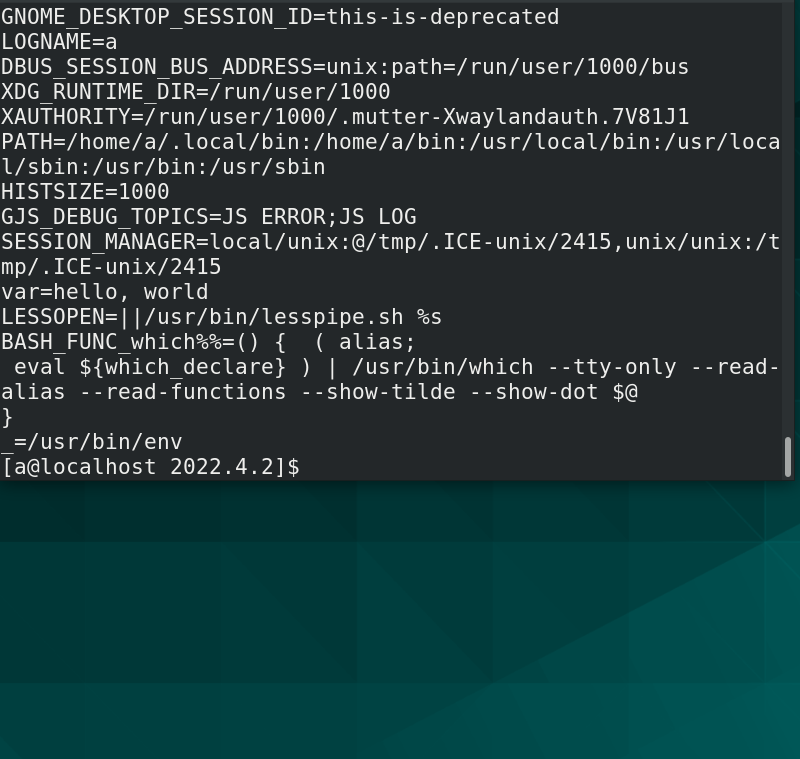 GNOME_DESKTOP_SESSION_ID=this-is-deprecated
LOGNAME=a
DBUS_SESSION_BUS_ADDRESS=unix:path=/run/user/1000/bus
XDG_RUNTIME_DIR=/run/user/1000
XAUTHORITY=/run/user/1000/.mutter-Xwaylandauth.7V81J1
PATH=/home/a/.local/bin:/home/a/bin:/usr/local/bin:/usr/loca
l/sbin:/usr/bin:/usr/sbin
HISTSIZE=1000
GJS_DEBUG_TOPICS=JS ERROR;JS LOG
SESSION_MANAGER=local/unix:@/tmp/.ICE-unix/2415,unix/unix:/t
mp/.ICE-unix/2415
var=hello, world
LESSOPEN=||/usr/bin/lesspipe.sh %s
BASH_FUNC_which%%=() {  ( alias;
 eval ${which_declare} ) | /usr/bin/which --tty-only --read-
alias --read-functions --show-tilde --show-dot $@
}
_=/usr/bin/env
[a@localhost 2022.4.2]$